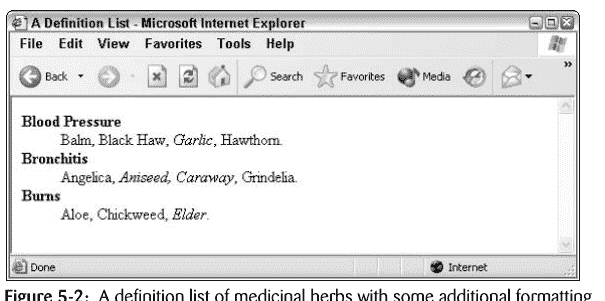 A Definition List - Microsoft Internet Explorer
File Edit View Favorites Tools Help
Back Search Favorites Media »
Blood Pressure
Balm, Black Haw, Garlic, Hawthorn.
Bronchitis
Angelica, Aniseed, Caraway, Grindelia.
Burns
Aloe, Chickweed, Elder.
Done Internet
Figure 5-2: A definition list of medicinal herbs with some additional formatting